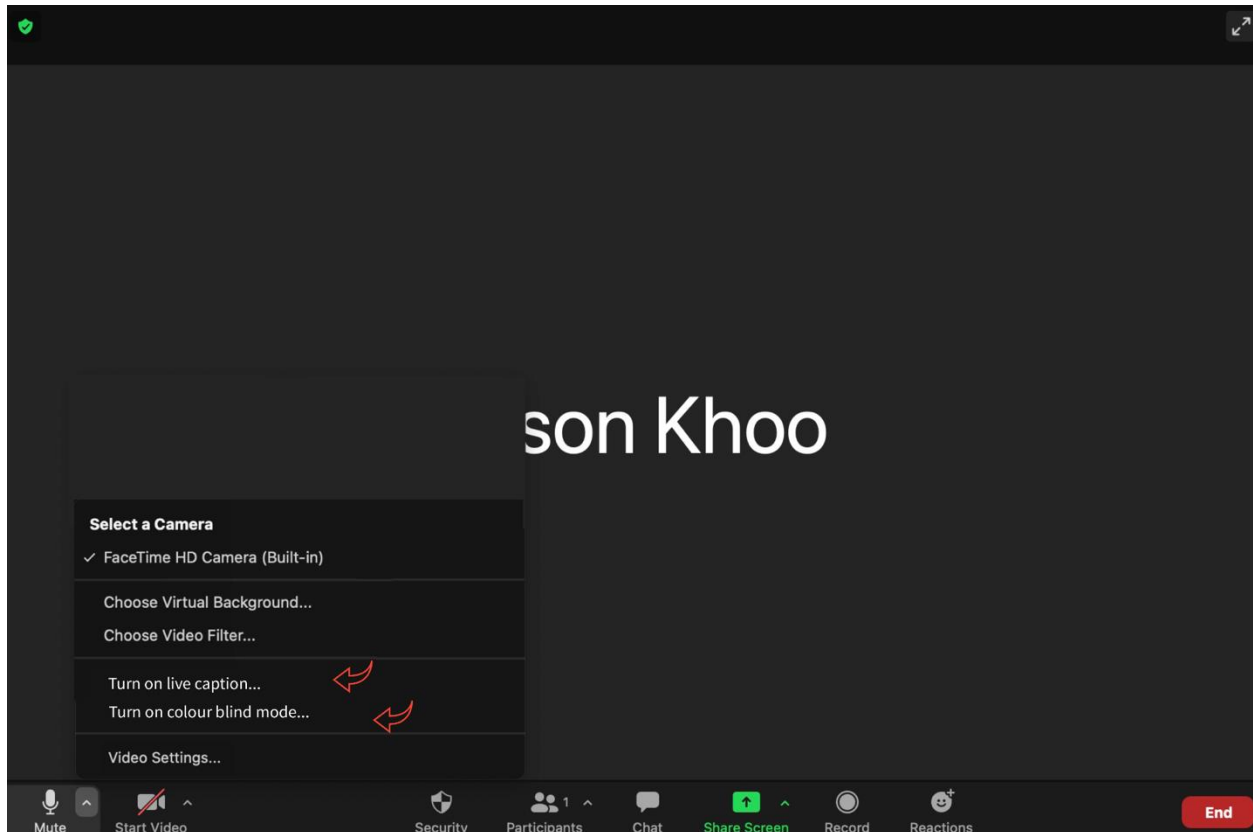 son Khoo
Select a Camera
✓ FaceTime HD Camera (Built-in)
Choose Virtual Background...
Choose Video Filter...
Turn on live caption...
Turn on colour blind mode...
Video Settings...
Mute
Start Video
Security
Participants
1
Chat
Share Screen
Record
Reactions
End